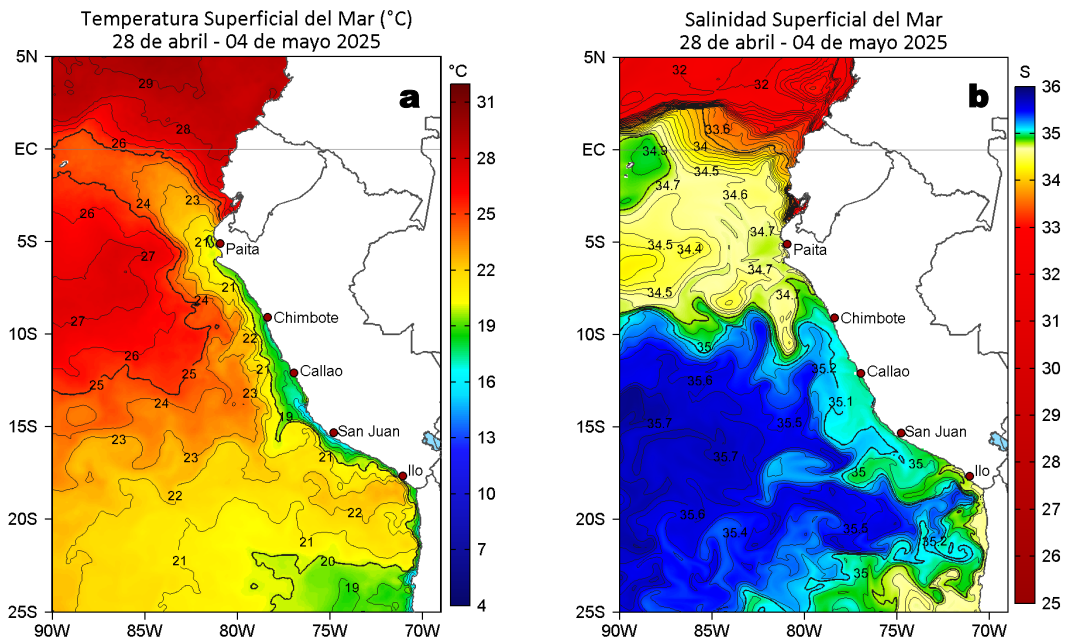 Temperatura Superficial del Mar (°C)
28 de abril - 04 de mayo 2025
a
°C
31
28
25
22
19
16
13
10
7
4
5N
EC
5S
10S
15S
20S
25S
90W
85W
80W
75W
70W
29
28
26
24
23
26
21
Paita
27
21
24
27
Chimbote
22
26
25
25
21
Callao
23
24
19
San Juan
23
23
21
Ilo
22
22
21
21
20
19
Salinidad Superficial del Mar
28 de abril - 04 de mayo 2025
b
S
36
35
34
33
32
31
30
29
28
27
26
25
5N
EC
5S
10S
15S
20S
25S
90W
85W
80W
75W
70W
32
32
33.6
34
34.9
34.5
34.7
34.6
34.7
34.5
34.4
Paita
34.7
34.5
34.7
Chimbote
35
35.2
Callao
35.6
35.1
35.7
35.5
San Juan
35.7
35
35
Ilo
35.6
35.4
35.5
35.2
35